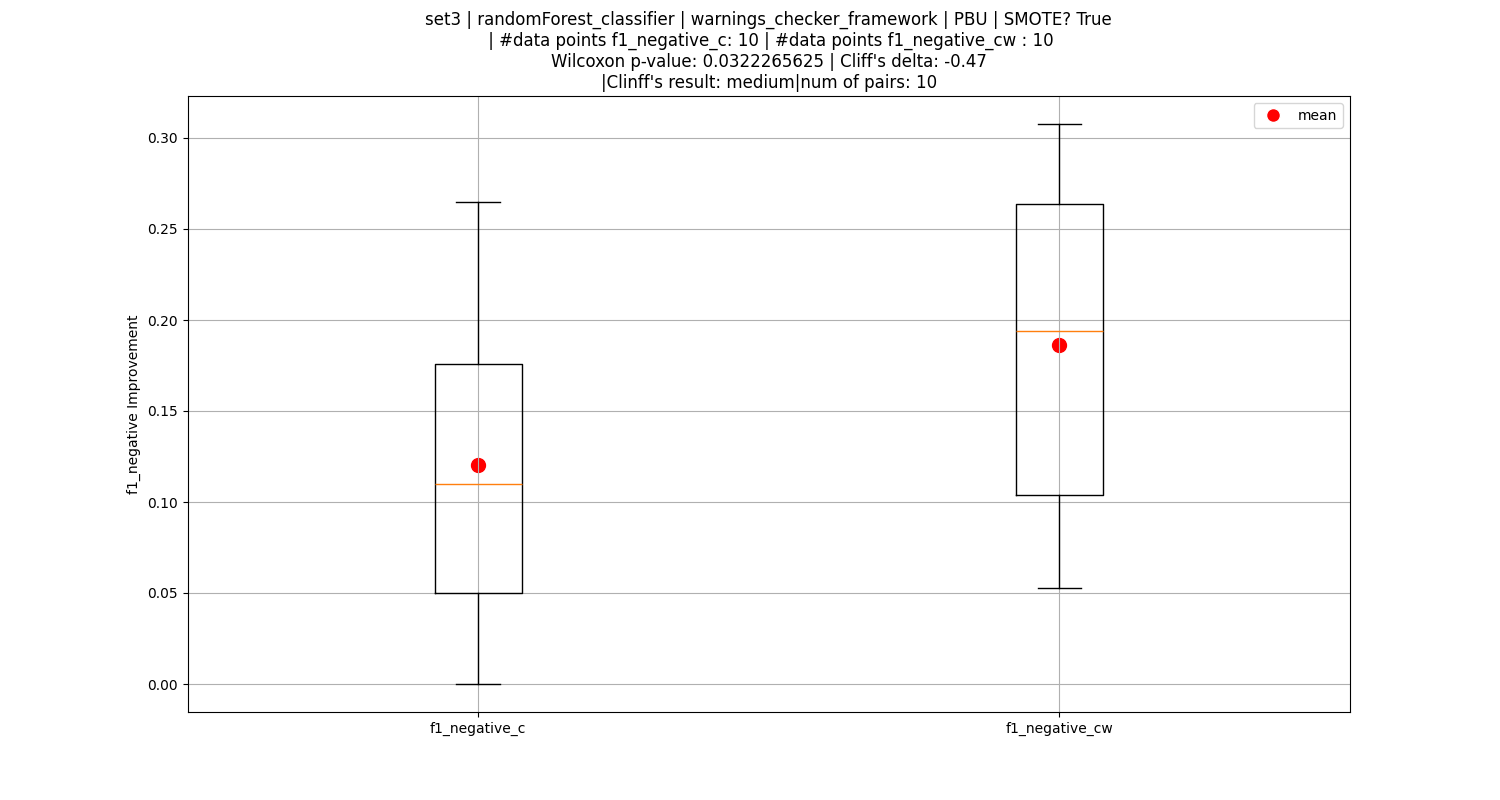 set3 | randomForest_classifier | warnings_checker_framework | PBU | SMOTE? True
| #data points f1_negative_c: 10 | #data points f1_negative_cw : 10
Wilcoxon p-value: 0.0322265625 | Cliff's delta: -0.47
|Clinff's result: medium|num of pairs: 10
mean
0.30
0.25
0.20
0.15
0.10
0.05
0.00
f1_negative Improvement
f1_negative_c
f1_negative_cw